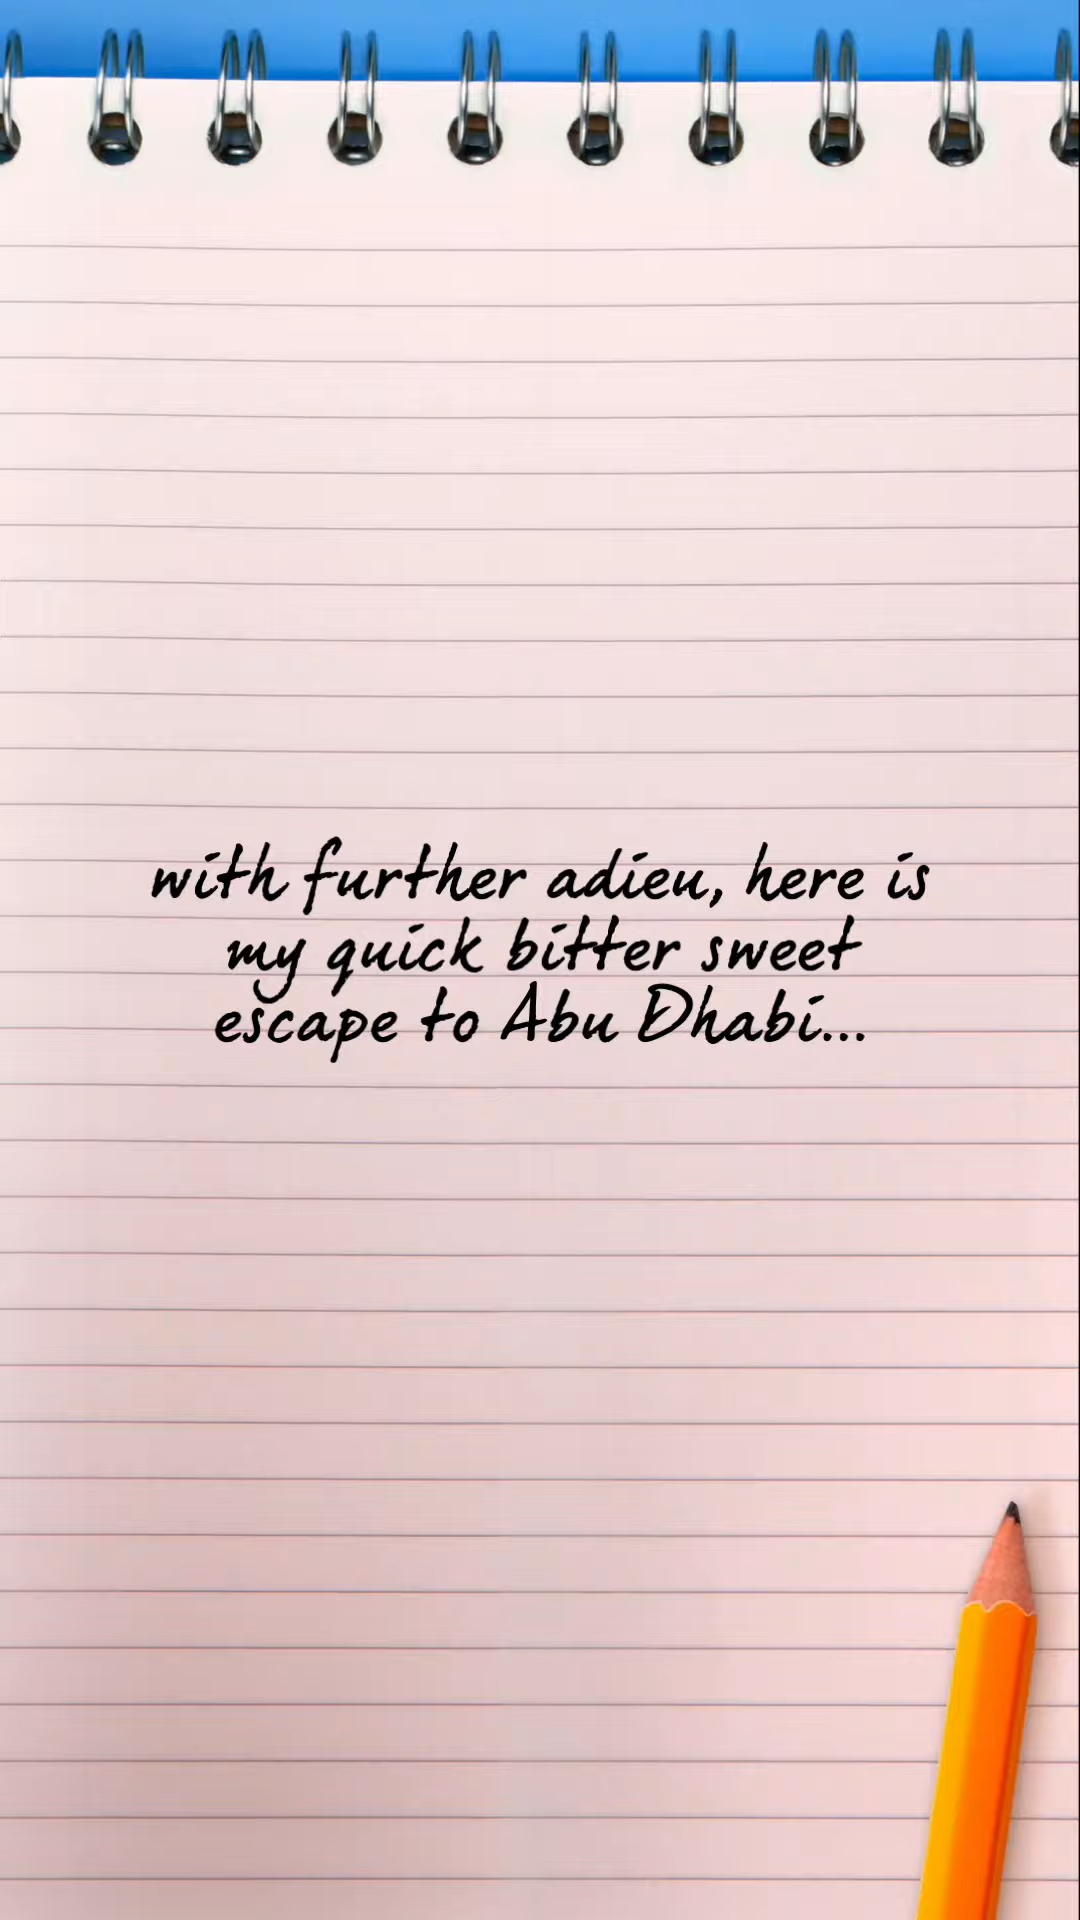 with further adieu, here is
my quick bitter sweet
escape to Abu Dhabi...